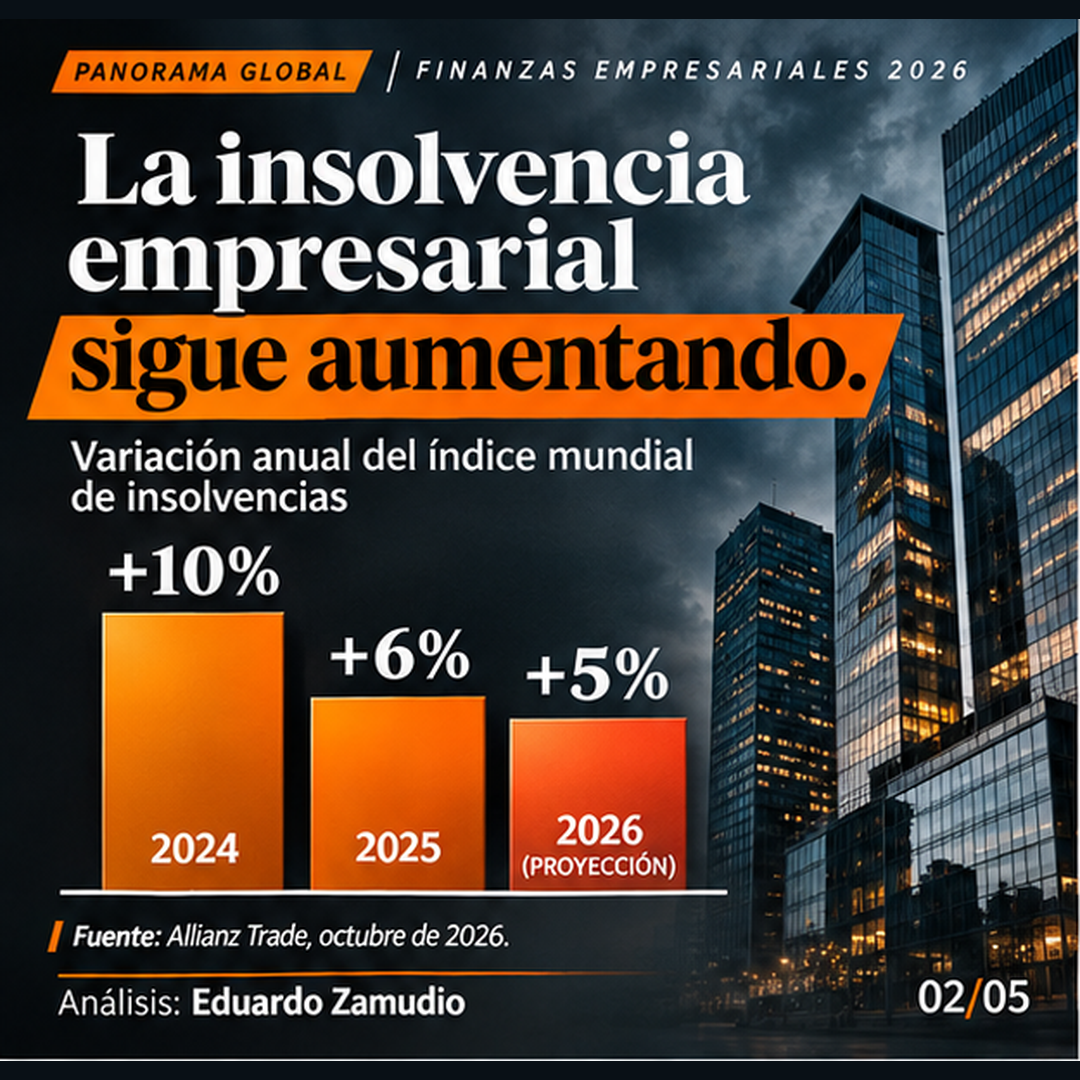 PANORAMA GLOBAL / FINANZAS EMPRESARIALES 2026
La insolvencia
empresarial
sigue aumentando.
Variación anual del índice mundial
de insolvencias
+10%
+6%
+5%
2024
2025
2026
(PROYECCIÓN)
Fuente: Allianz Trade, octubre de 2026.
Análisis: Eduardo Zamudio
02/05